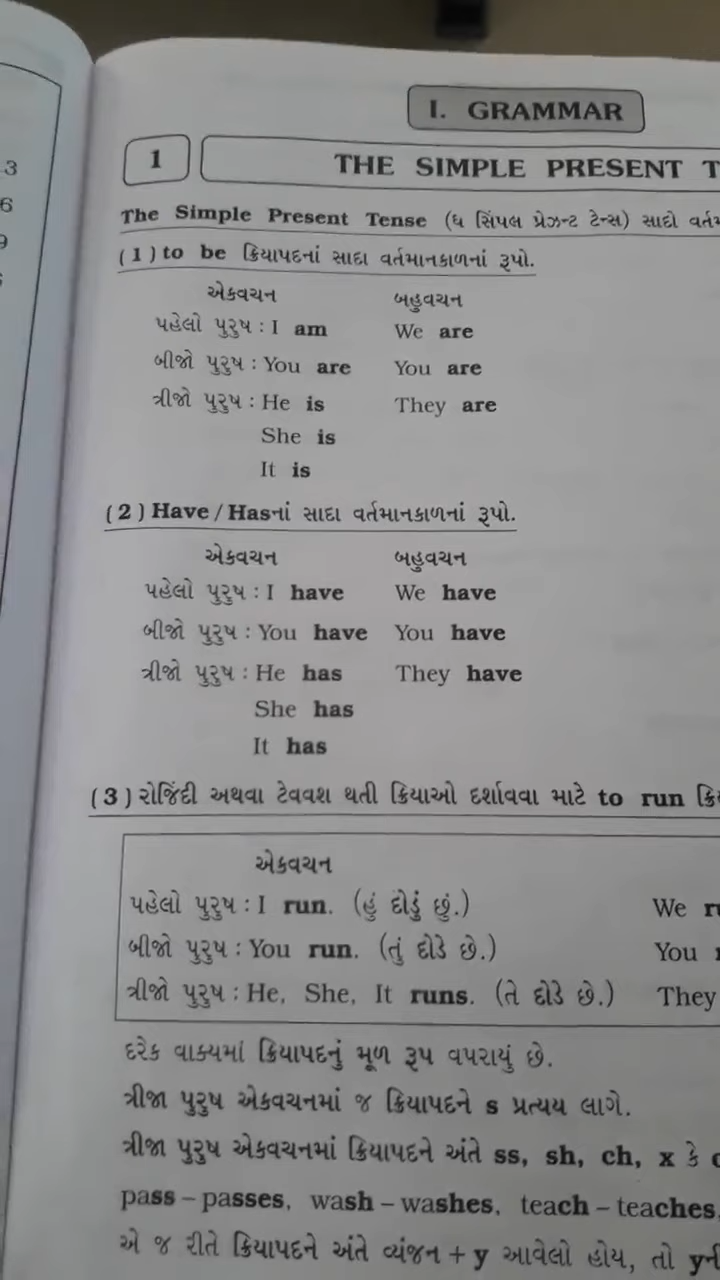 3
6
9
I. GRAMMAR
1 THE SIMPLE PRESENT T
The Simple Present Tense (ધ સિંપલ પ્રેઝન્ટ ટેન્સ) સાદો
(1) to be ક્રિયાપદનાં સાદા વર્તમાનકાળનાં રૂપો.
એકવચન બહુવચન
પહેલો પુરુષ : I am We are
બીજો પુરુષ : You are You are
ત્રીજો પુરુષ : He is They are
She is
It is
(2) Have / Hasનાં સાદા વર્તમાનકાળનાં રૂપો.
એકવચન બહુવચન
પહેલો પુરુષ : I have We have
બીજો પુરુષ : You have You have
ત્રીજો પુરુષ : He has They have
She has
It has
(3) રોજિંદી અથવા ટેવવશ થતી ક્રિયાઓ દર્શાવવા માટે to run
એકવચન
પહેલો પુરુષ : I run. (હું દોડું છું.) We
બીજો પુરુષ : You run. (તું દોડે છે.) You
ત્રીજો પુરુષ : He, She, It runs. (તે દોડે છે.) They
દરેક વાક્યમાં ક્રિયાપદનું મૂળ રૂપ વપરાયું છે.
ત્રીજા પુરુષ એકવચનમાં જ ક્રિયાપદને s પ્રત્યય લાગે.
ત્રીજા પુરુષ એકવચનમાં ક્રિયાપદને અંતે ss, sh, ch, x કે
pass – passes, wash – washes, teach – teaches,
એ જ રીતે ક્રિયાપદને અંતે વ્યંજન + y આવેલો હોય, તો